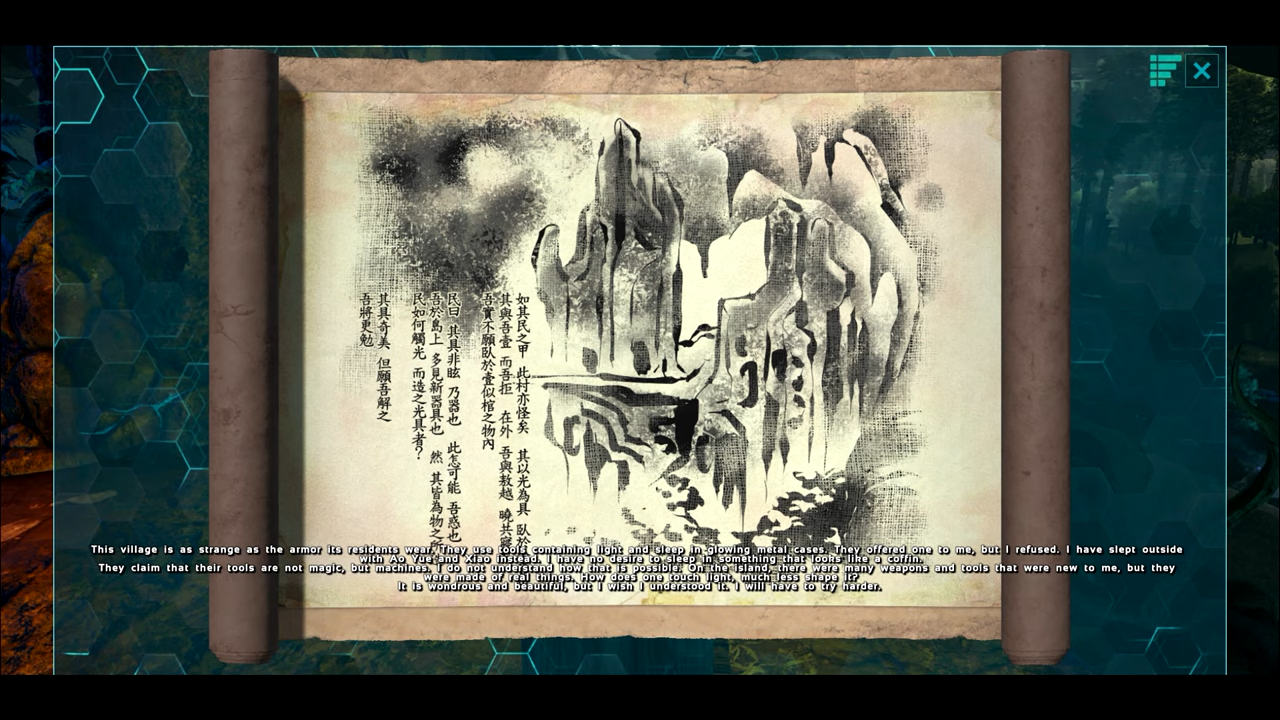 如其民之甲 此村亦怪矣 其以光為具 臥於
其與吾壹 而吾拒 在外 吾與敖越 曉共
吾實不願臥於壹似棺之物內
民曰 其具非眩 乃器也 此怎可能 吾惑也
吾於島上 多見新器具也 然 其皆為物之
民如何觸光 而造之光具者?
其具奇美 但願吾解之
吾將更勉
This village is as strange as the armor its residents wear. They use tools containing light and sleep in glowing metal cases. They offered one to me, but I refused. I have slept outside
with Ao Yue and Xiao instead. I have no desire to sleep in something that looks like a coffin.
They claim that their tools are not magic, but machines. I do not understand how that is possible. On the island, there were many weapons and tools that were new to me, but they
were made of real things. How does one touch light, much less shape it?
It is wondrous and beautiful, but I wish I understood it. I will have to try harder.